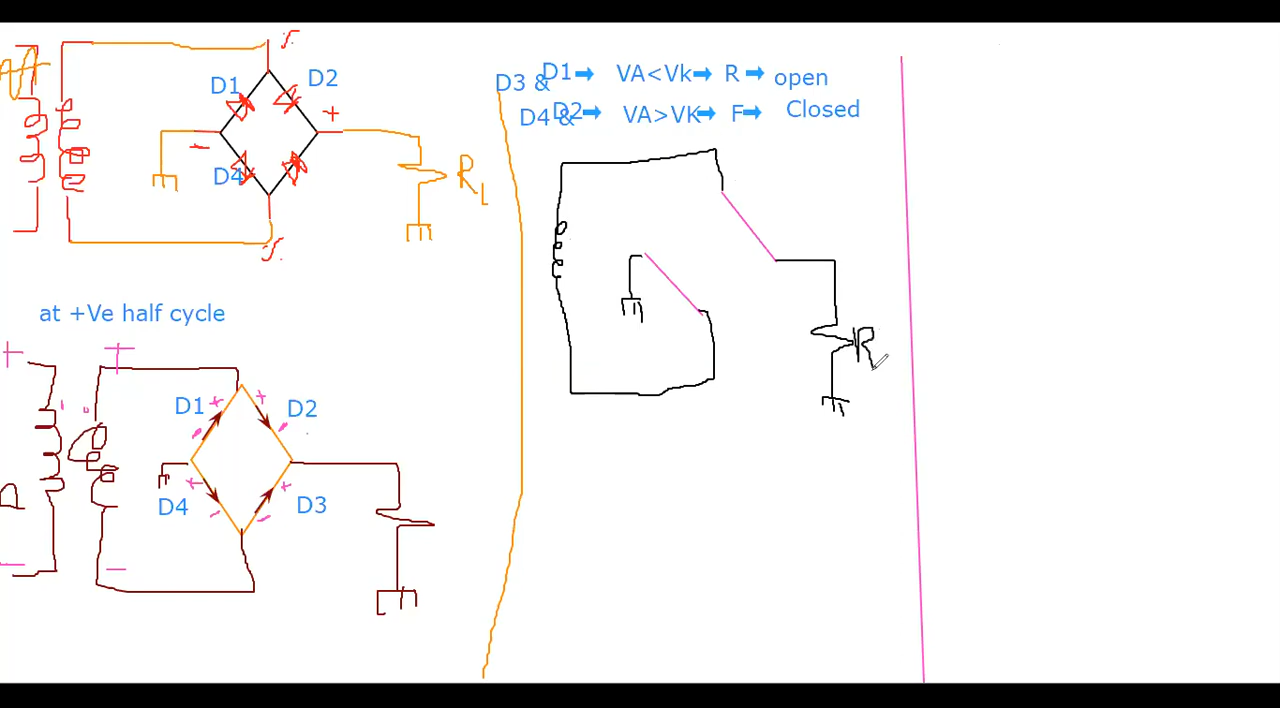 D1 D2
+
-
D4
R_L
at +Ve half cycle
+ +
D1 + + D2
- -
D4 + + D3
- -
- -
D3 & D1 → VA<Vk → R → open
D4 & D2 → VA>VK → F → Closed
R